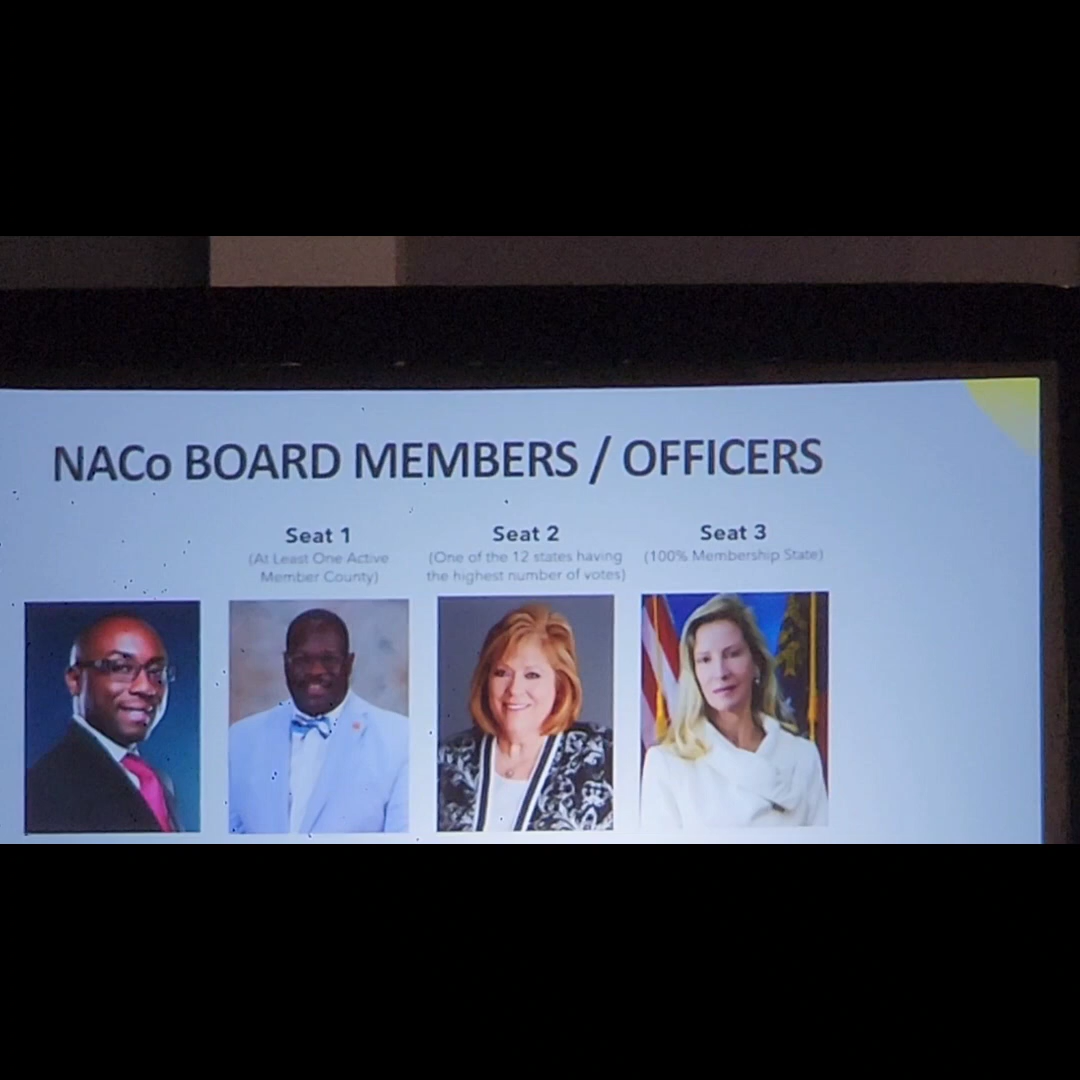 NACo BOARD MEMBERS / OFFICERS
Seat 1
(At Least One Active
Member County)
Seat 2
(One of the 12 states having
the highest number of votes)
Seat 3
(100% Membership State)